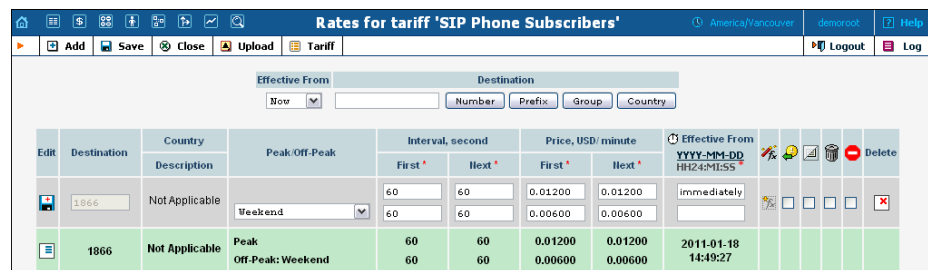 Rates for tariff 'SIP Phone Subscribers'
America/Vancouver
demoroot
Help
Add
Save
Close
Upload
Tariff
Logout
Log
Effective From
Destination
Now
Number
Prefix
Group
Country
Edit
Destination
Country
Description
Peak/Off-Peak
Interval, second
First *
Next *
Price, USD/minute
First *
Next *
Effective From
YYYY-MM-DD
HH24:MI:SS *
Delete
1866
Not Applicable
Weekend
60
60
0.01200
0.01200
immediately
60
60
0.00600
0.00600
1866
Not Applicable
Peak
60
60
0.01200
0.01200
2011-01-18
14:49:27
Off-Peak: Weekend
60
60
0.00600
0.00600